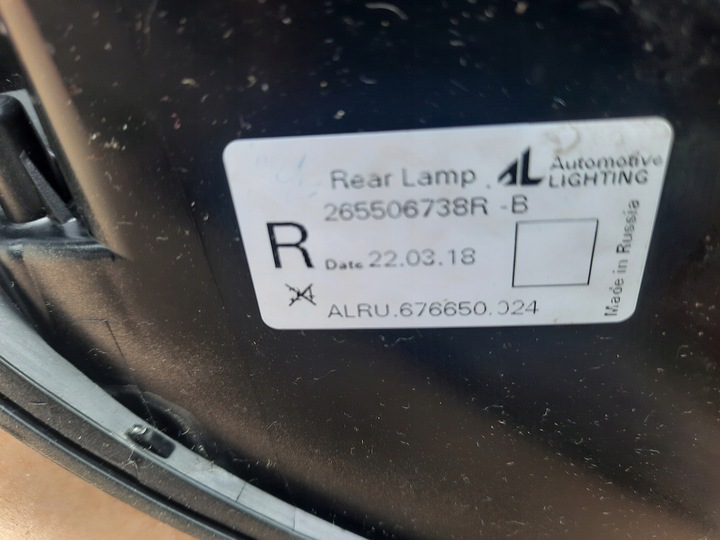 Rear Lamp
AL Automotive
LIGHTING
265506738R -B
R
Date 22.03.18
ALRU.676650.024
Made in Russia